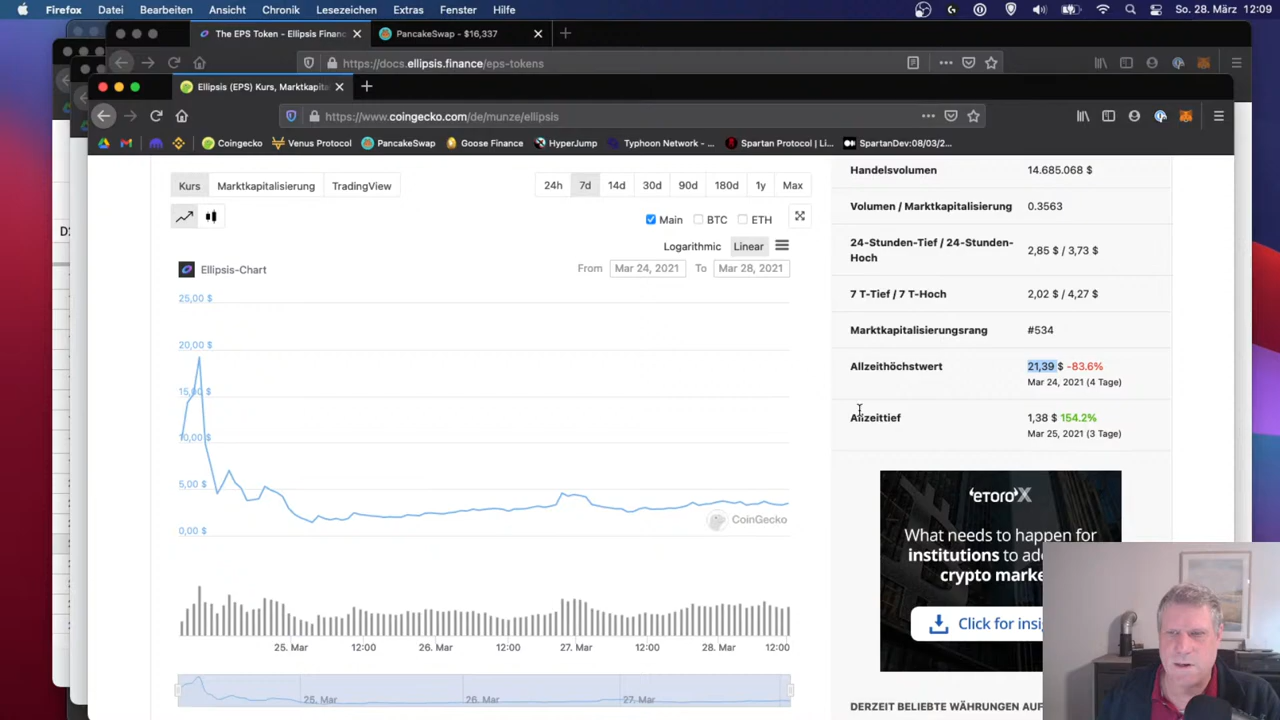 Firefox Datei Bearbeiten Ansicht Chronik Lesezeichen Extras Fenster Hilfe So. 28. März 12:09
The EPS Token - Ellipsis Financ PancakeSwap - $16,337
https://docs.ellipsis.finance/eps-tokens
Ellipsis (EPS) Kurs, Marktkapita
https://www.coingecko.com/de/munze/ellipsis
Coingecko Venus Protocol PancakeSwap Goose Finance HyperJump Typhoon Network - ... Spartan Protocol | Li... SpartanDev:08/03/2...
Kurs Marktkapitalisierung TradingView 24h 7d 14d 30d 90d 180d 1y Max
Main BTC ETH
Logarithmic Linear
Ellipsis-Chart From Mar 24, 2021 To Mar 28, 2021
25,00 $
20,00 $
15,00 $
10,00 $
5,00 $
0,00 $
CoinGecko
25. Mar 12:00 26. Mar 12:00 27. Mar 12:00 28. Mar 12:00
25. Mar 26. Mar 27. Mar
Handelsvolumen 14.685.068 $
Volumen / Marktkapitalisierung 0.3563
24-Stunden-Tief / 24-Stunden-
Hoch 2,85 $ / 3,73 $
7 T-Tief / 7 T-Hoch 2,02 $ / 4,27 $
Marktkapitalisierungsrang #534
Allzeithöchstwert 21,39 $ -83.6%
Mar 24, 2021 (4 Tage)
Allzeittief 1,38 $ 154.2%
Mar 25, 2021 (3 Tage)
eToroX
What needs to happen for
institutions to ad
crypto marke
Click for insi
DERZEIT BELIEBTE WÄHRUNGEN AUF